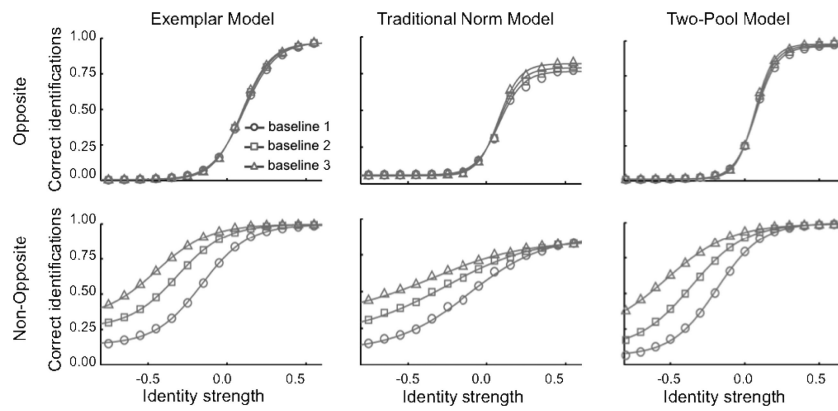 Exemplar Model
Traditional Norm Model
Two-Pool Model
Opposite
Correct identifications
1.00
0.75
0.50
0.25
0.00
baseline 1
baseline 2
baseline 3
Non-Opposite
Correct identifications
1.00
0.75
0.50
0.25
0.00
-0.5 0.0 0.5
-0.5 0.0 0.5
-0.5 0.0 0.5
Identity strength
Identity strength
Identity strength